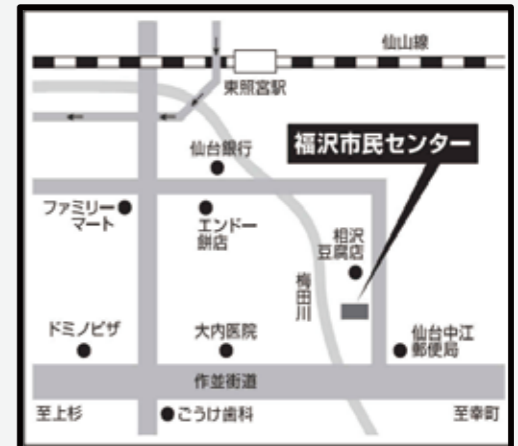 仙山線
東照宮駅
仙台銀行
福沢市民センター
ファミリー
マート
エンドー
餅店
相沢
豆腐店
梅田川
ドミノピザ
大内医院
仙台中江
郵便局
作並街道
至上杉
ごうけ歯科
至幸町